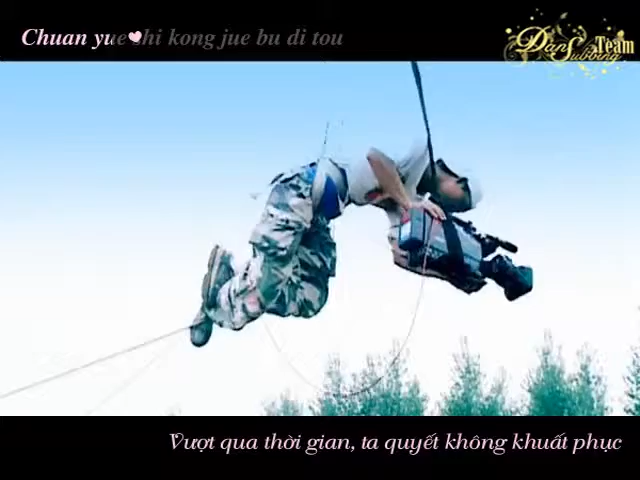 Chuan yue shi kong jue bu di tou
Dan Subbing Team
Vượt qua thời gian, ta quyết không khuất phục